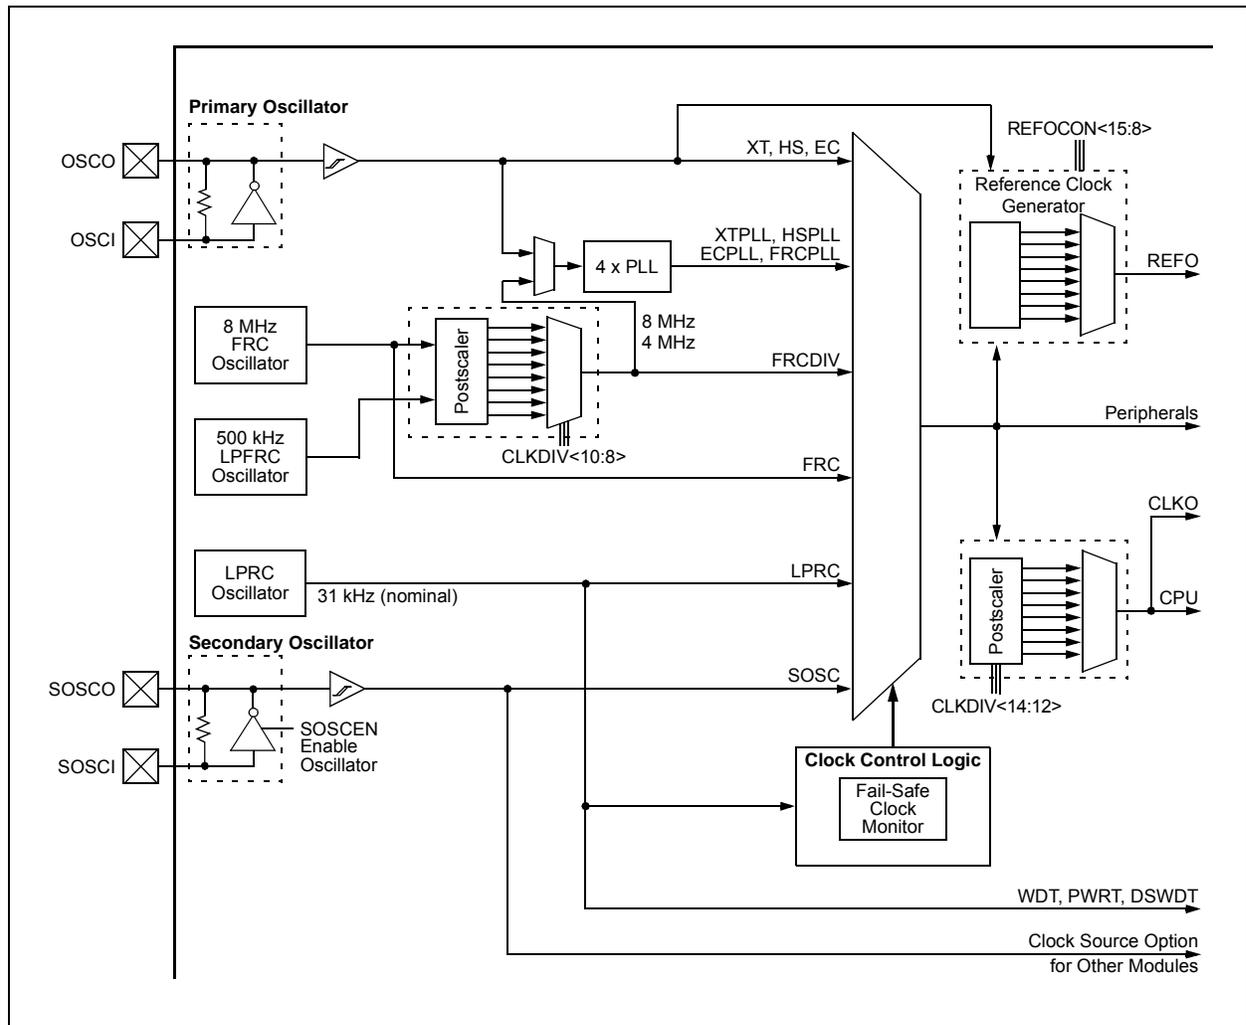 Primary Oscillator
REFOCON<15:8>
OSCO
XT, HS, EC
Reference Clock
Generator
OSCI
XTPLL, HSPLL
ECPLL, FRCPLL
4 x PLL
REFO
8 MHz
FRC
Oscillator
8 MHz
4 MHz
Postscaler
FRCDIV
Peripherals
500 kHz
LPFRC
Oscillator
CLKDIV<10:8>
FRC
CLKO
LPRC
Oscillator
31 kHz (nominal)
LPRC
CPU
Postscaler
Secondary Oscillator
SOSCO
SOSC
CLKDIV<14:12>
SOSCEN
Enable
Oscillator
SOSCI
Clock Control Logic
Fail-Safe
Clock
Monitor
WDT, PWRT, DSWDT
Clock Source Option
for Other Modules